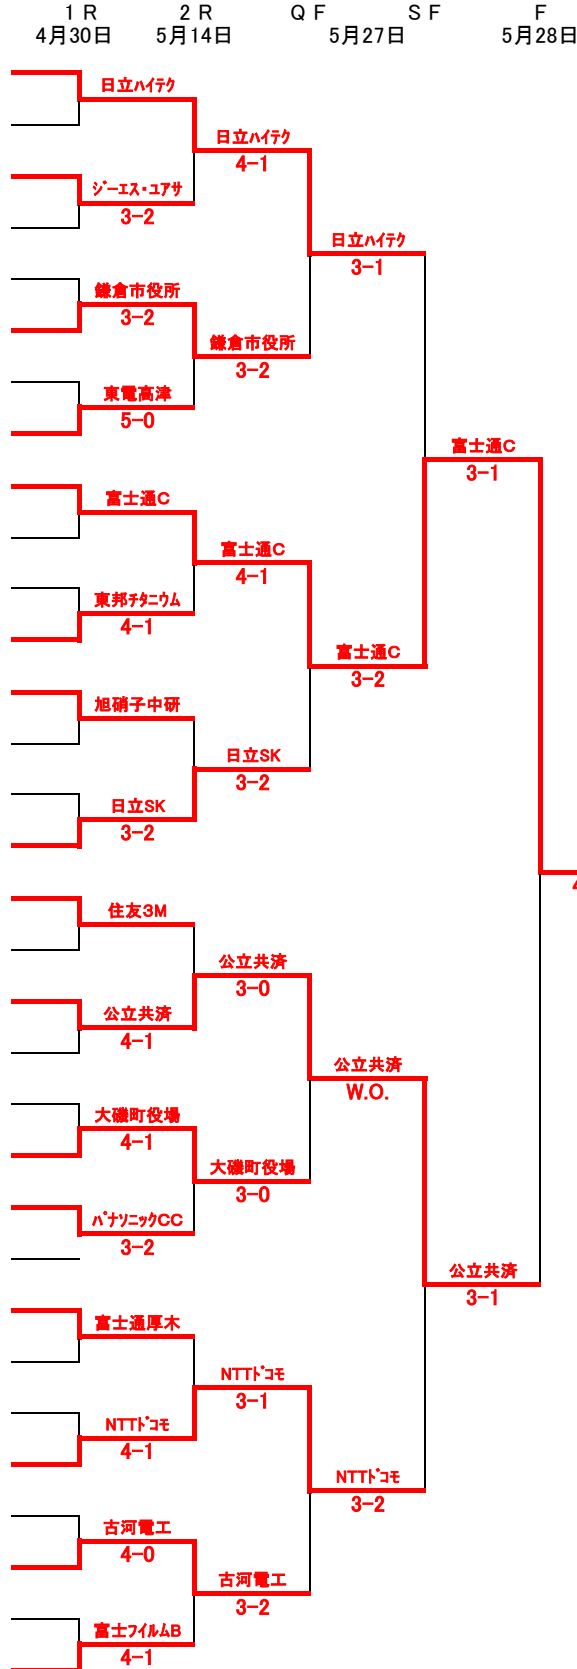 1 R 2 R Q F S F F
4月30日 5月14日 5月27日 5月28日
日立ハイテク
日立ハイテク
4-1
ジーエス・ユアサ
3-2
日立ハイテク
3-1
鎌倉市役所
3-2
鎌倉市役所
3-2
東電高津
5-0
富士通C
3-1
富士通C
富士通C
4-1
東邦チタニウム
4-1
富士通C
3-2
旭硝子中研
日立SK
3-2
日立SK
3-2
4
住友3M
公立共済
3-0
公立共済
4-1
公立共済
W.O.
大磯町役場
4-1
大磯町役場
3-0
パナソニックCC
3-2
公立共済
3-1
富士通厚木
NTTドコモ
3-1
NTTドコモ
4-1
NTTドコモ
3-2
古河電工
4-0
古河電工
3-2
富士フイルムB
4-1